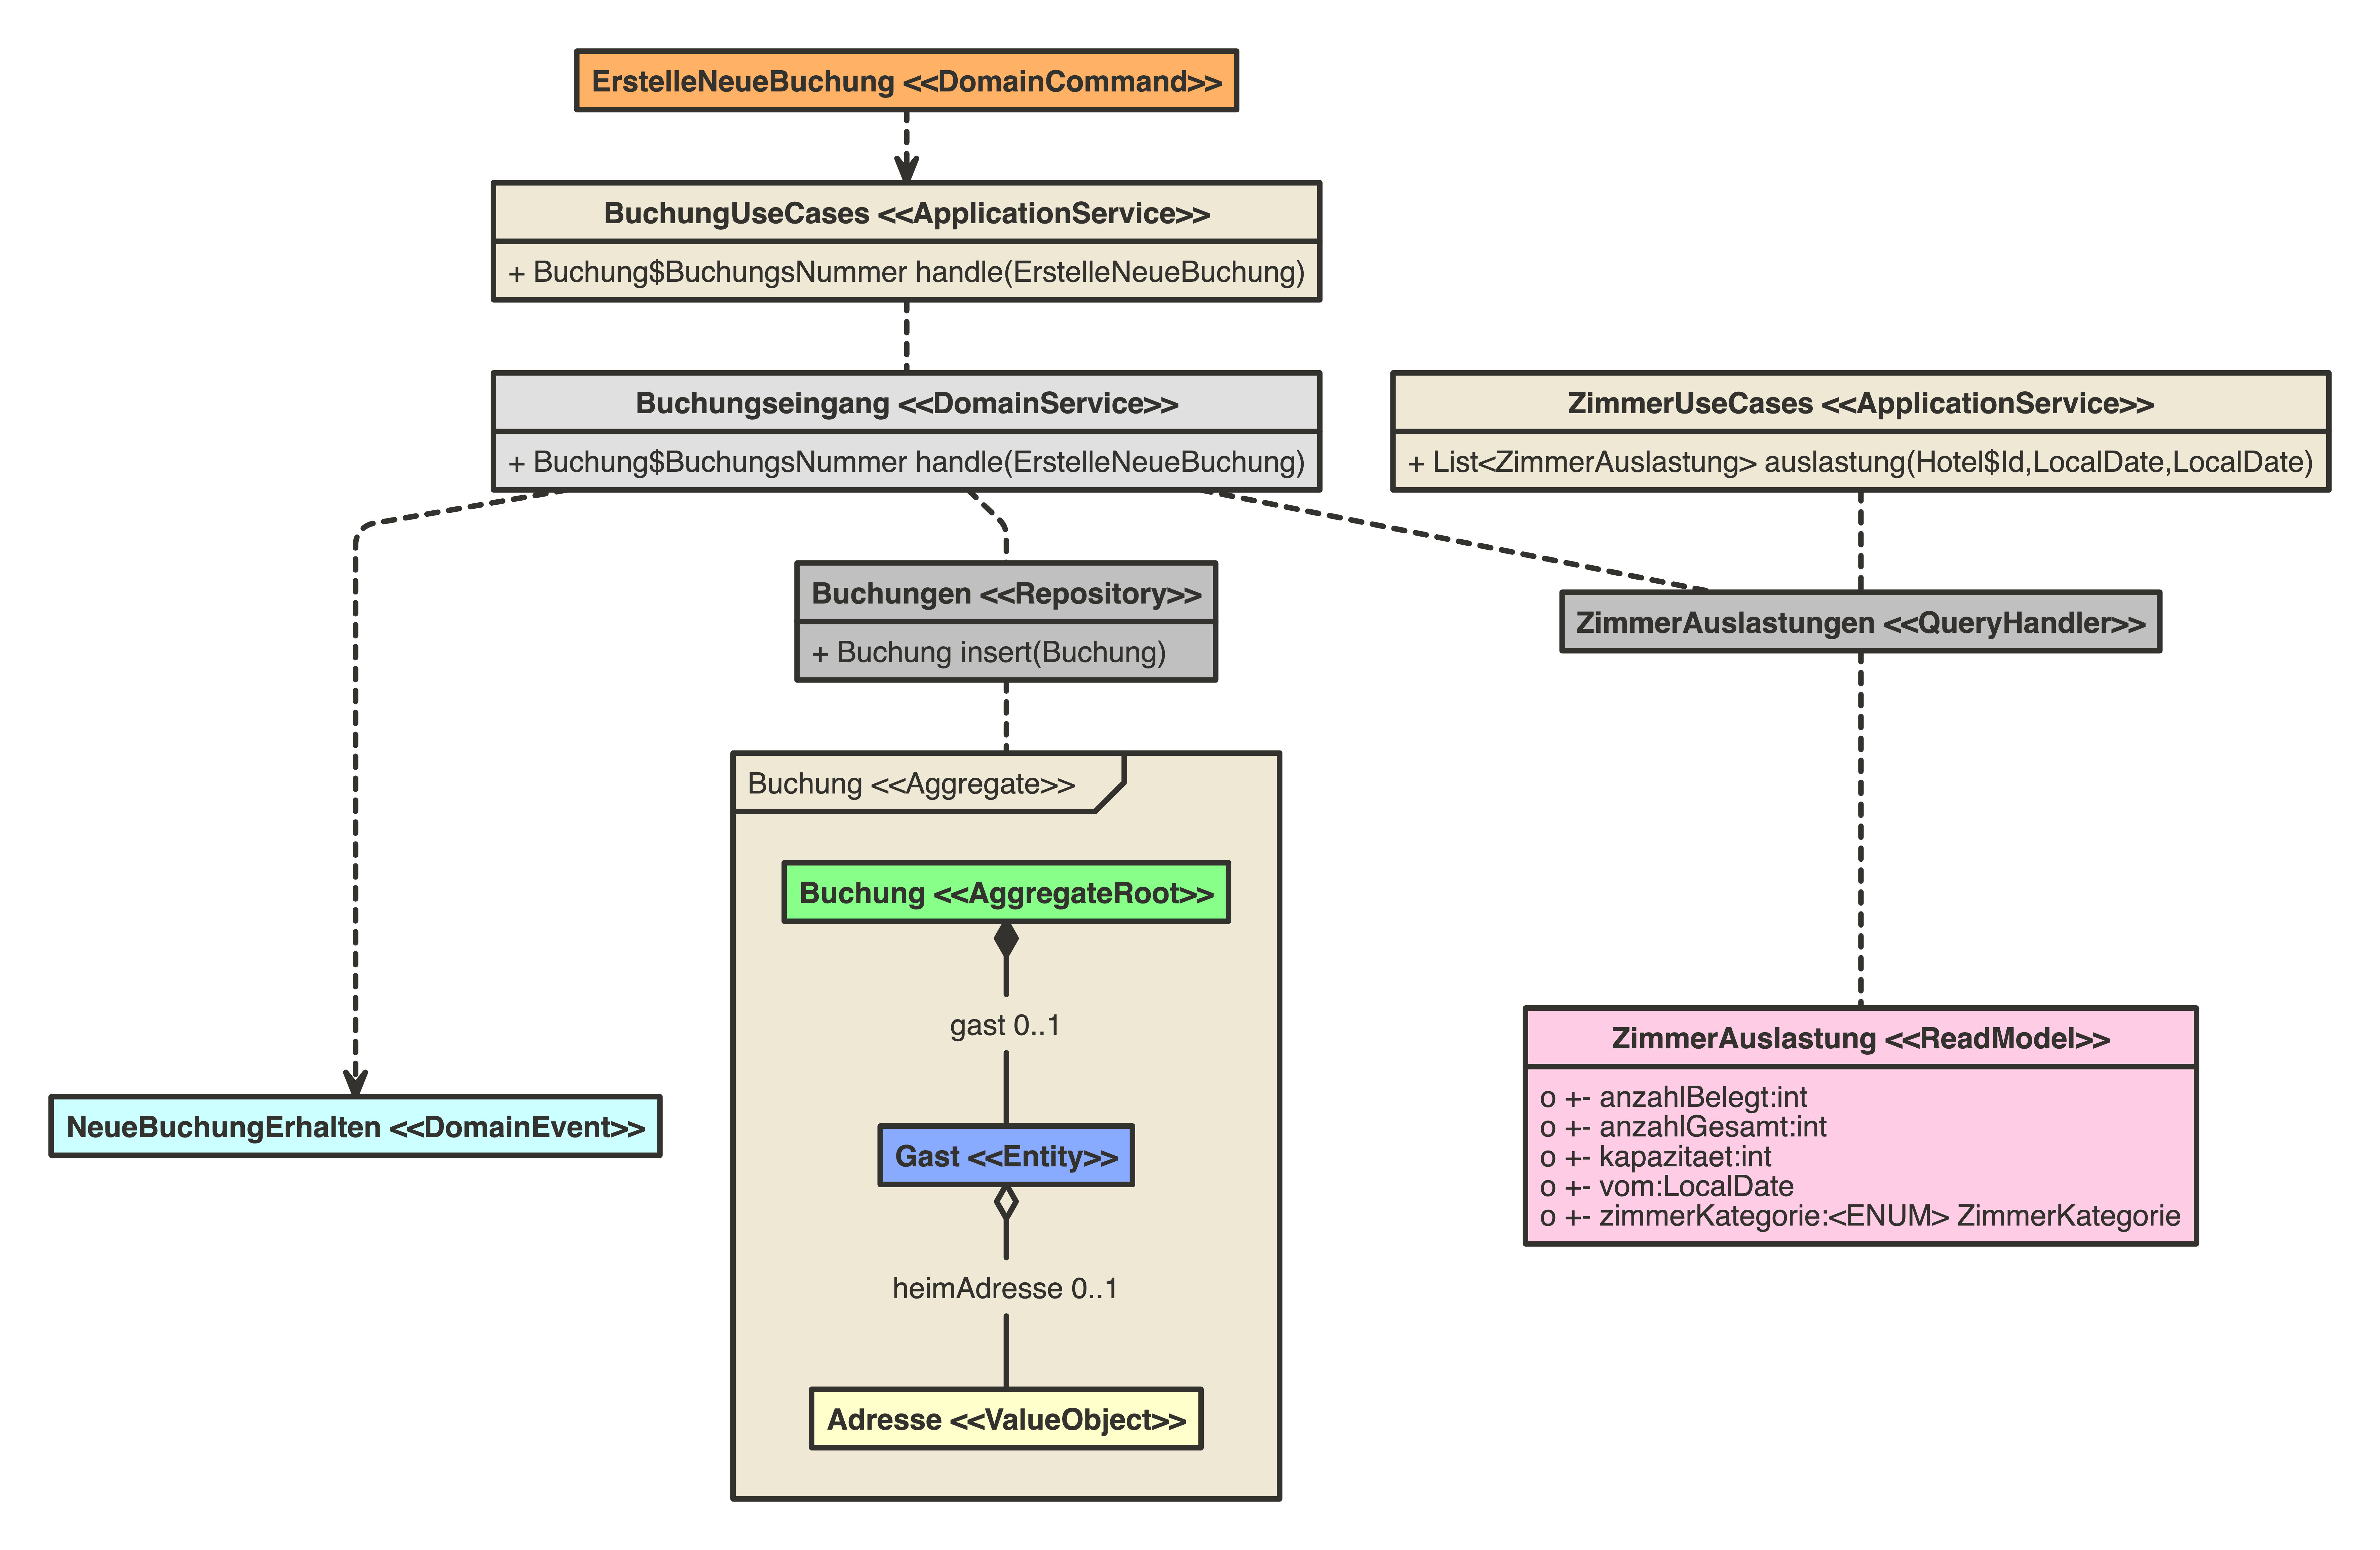 ErstelleNeueBuchung <<DomainCommand>>
BuchungUseCases <<ApplicationService>>
+ Buchung$BuchungsNummer handle(ErstelleNeueBuchung)
Buchungseingang <<DomainService>>
+ Buchung$BuchungsNummer handle(ErstelleNeueBuchung)
ZimmerUseCases <<ApplicationService>>
+ List<ZimmerAuslastung> auslastung(Hotel$Id,LocalDate,LocalDate)
Buchungen <<Repository>>
+ Buchung insert(Buchung)
ZimmerAuslastungen <<QueryHandler>>
Buchung <<Aggregate>>
Buchung <<AggregateRoot>>
gast 0..1
Gast <<Entity>>
heimAdresse 0..1
Adresse <<ValueObject>>
NeueBuchungErhalten <<DomainEvent>>
ZimmerAuslastung <<ReadModel>>
o +- anzahlBelegt:int
o +- anzahlGesamt:int
o +- kapazitaet:int
o +- vom:LocalDate
o +- zimmerKategorie:<ENUM> ZimmerKategorie